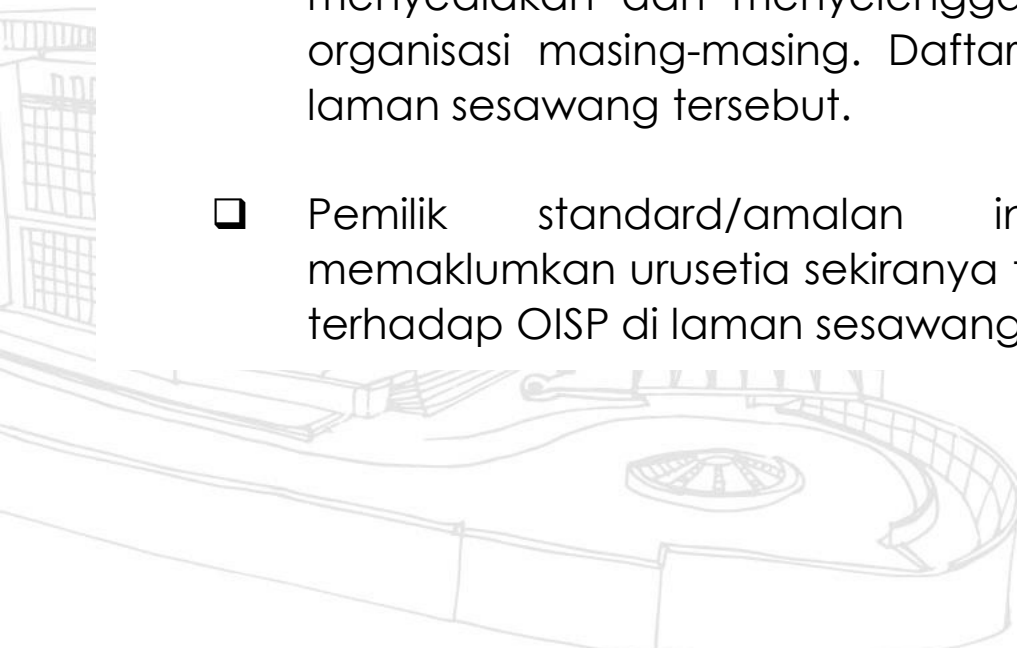 organisasi masing-masing. Daftar
laman sesawang tersebut.
❑ Pemilik standard/amalan
memaklumkan urusetia sekiranya
terhadap OISP di laman sesawang